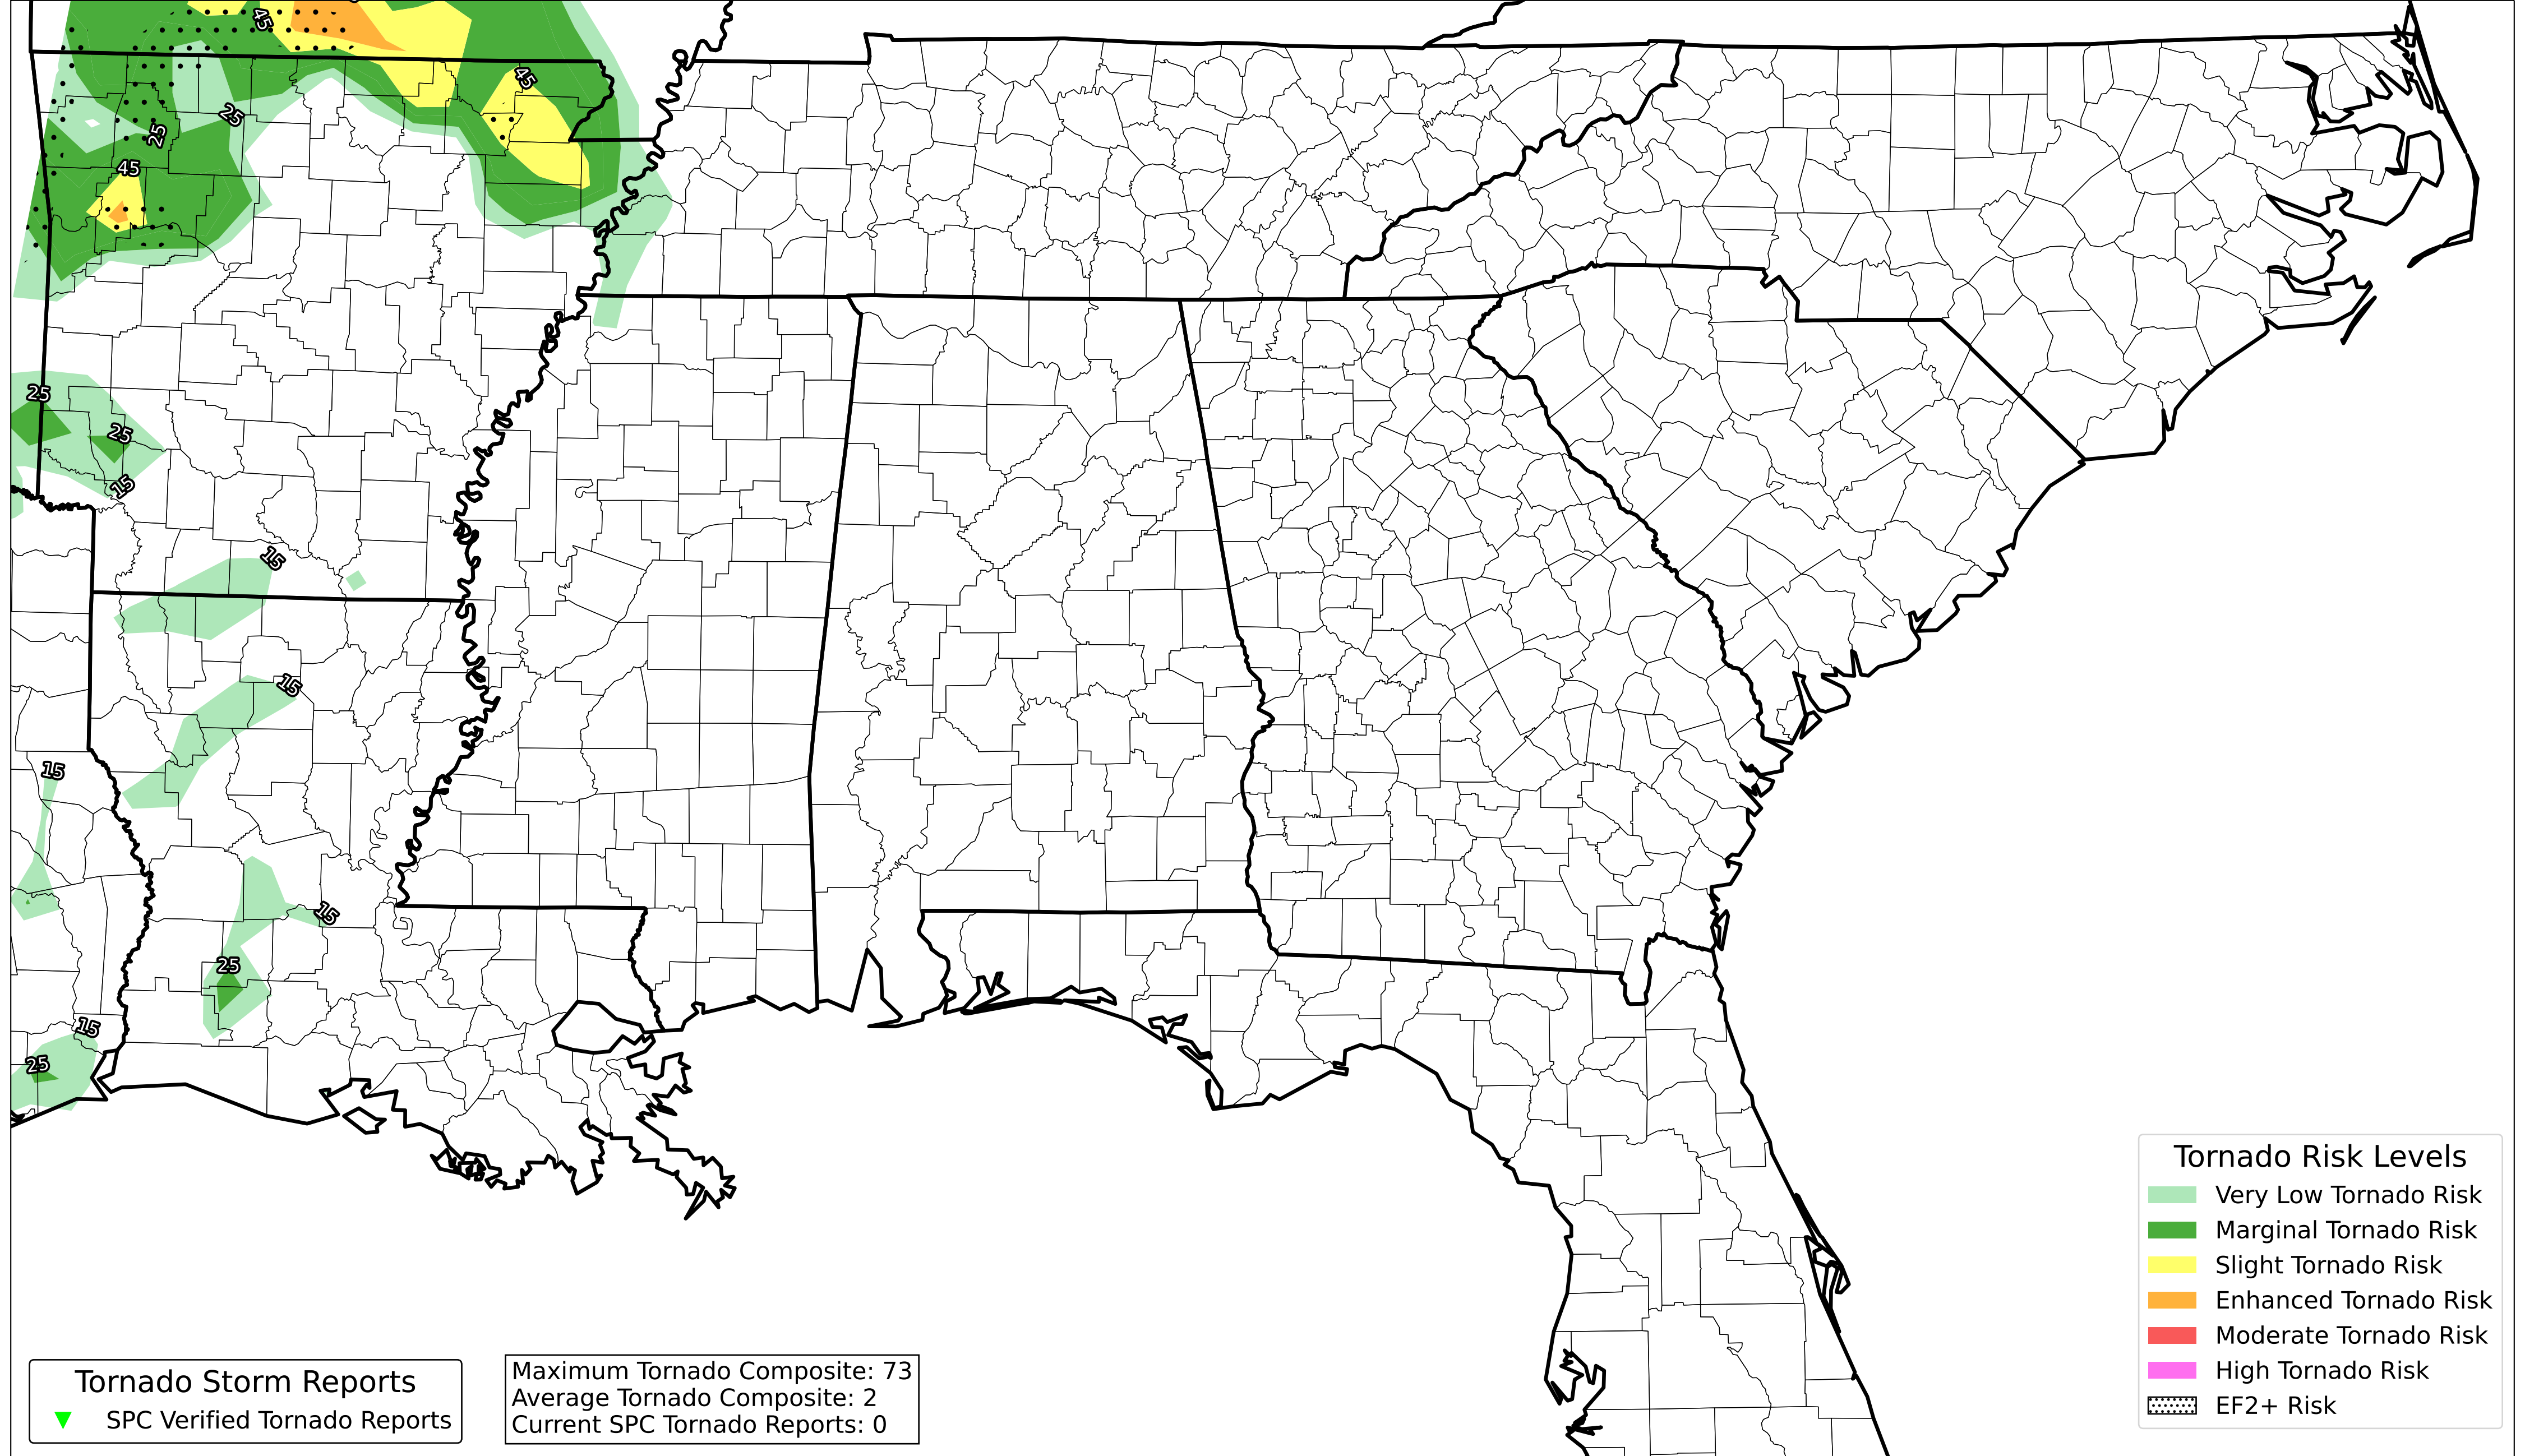 45
45
25
25
45
25
25
15
15
15
15
15
25
15
25
Tornado Risk Levels
Very Low Tornado Risk
Marginal Tornado Risk
Slight Tornado Risk
Enhanced Tornado Risk
Moderate Tornado Risk
High Tornado Risk
EF2+ Risk
Tornado Storm Reports
SPC Verified Tornado Reports
Maximum Tornado Composite: 73
Average Tornado Composite: 2
Current SPC Tornado Reports: 0